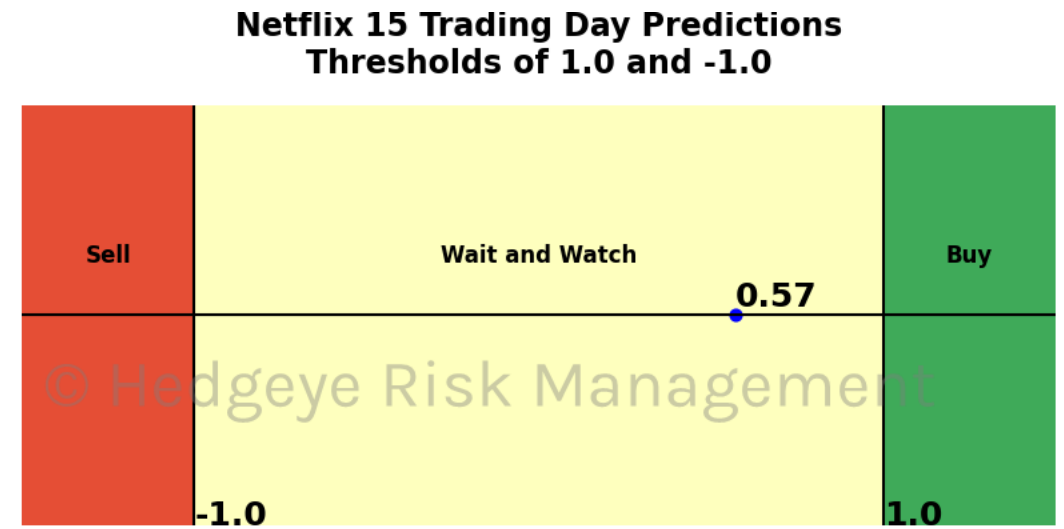 Netflix 15 Trading Day Predictions
Thresholds of 1.0 and -1.0
Sell
Wait and Watch
Buy
0.57
© Hedgeye Risk Management
-1.0
1.0